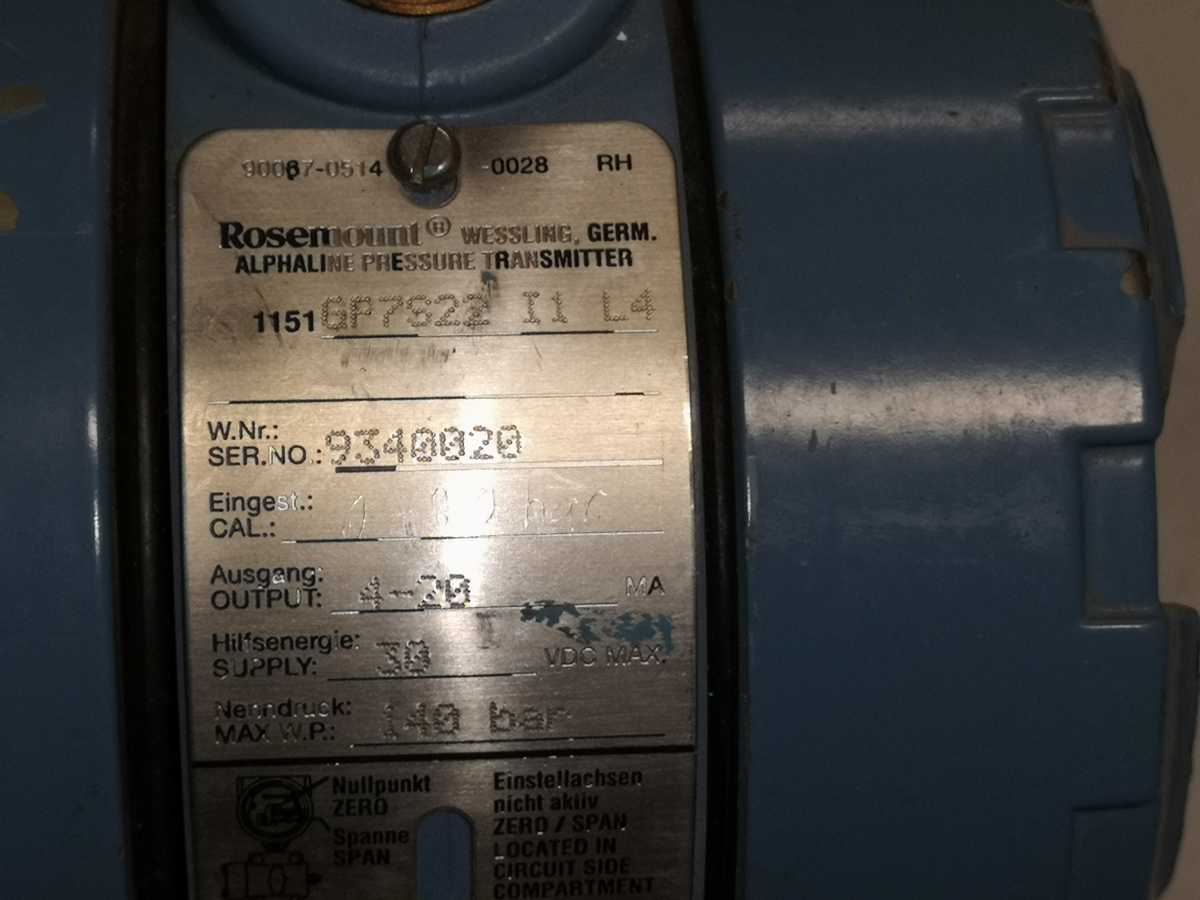 90067-0514 -0028 RH
Rosemount® WESSLING, GERM.
ALPHALINE PRESSURE TRANSMITTER
1151 GP7S22 I1 L4
W.Nr.:
SER.NO.: 9340020
Eingest.:
CAL.: bar
Ausgang:
OUTPUT: 4-20 MA
Hilfsenergie:
SUPPLY: 30 VDC MAX.
Nenndruck:
MAX W.P.: 140 bar
Nullpunkt
ZERO
Spanne
SPAN
Einstellachsen
nicht aktiv
ZERO / SPAN
LOCATED IN
CIRCUIT SIDE
COMPARTMENT